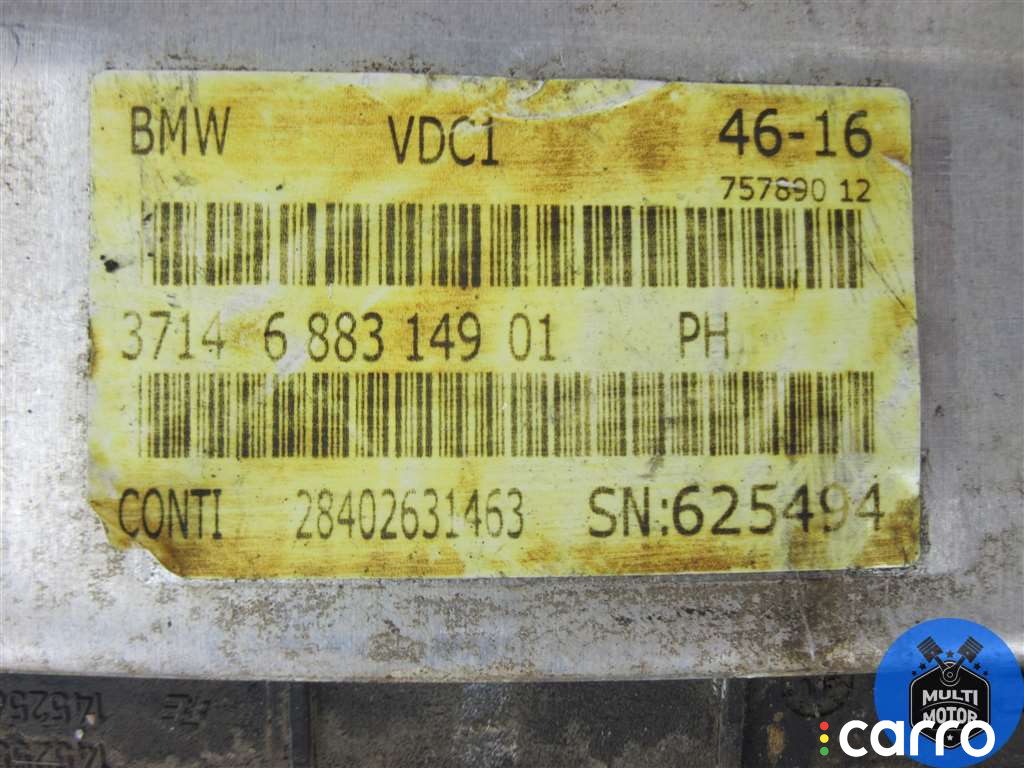 BMW VDC1 46-16
757890 12
3714 6 883 149 01 PH
CONTI 28402631463 SN:625494
MULTI
MOTOR
carro